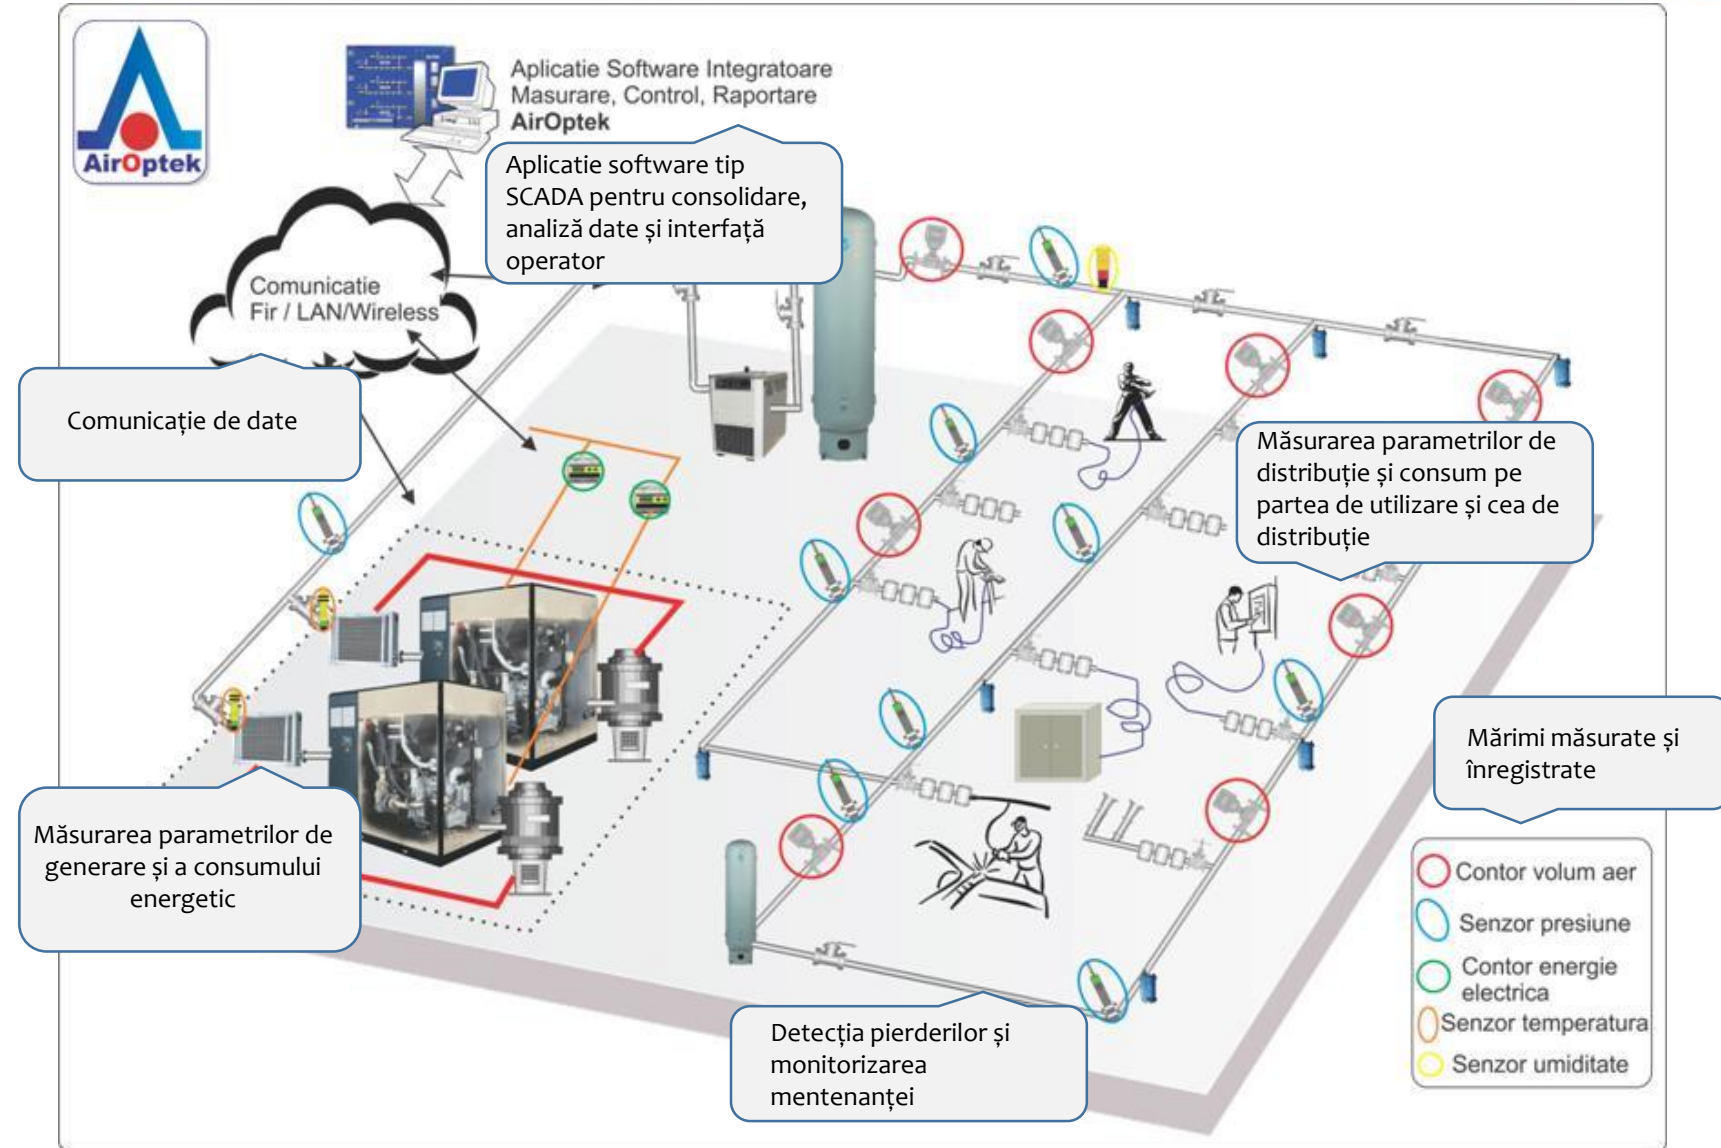 AirOptek
Aplicatie Software Integratoare
Masurare, Control, Raportare
AirOptek
Aplicatie software tip
SCADA pentru consolidare,
analiză date și interfață
operator
Comunicatie
Fir / LAN/Wireless
Comunicație de date
Măsurarea parametrilor de
distribuție și consum pe
partea de utilizare și cea de
distribuție
Mărimi măsurate și
înregistrate
Măsurarea parametrilor de
generare și a consumului
energetic
Detecția pierderilor și
monitorizarea
mentenanței
Contor volum aer
Senzor presiune
Contor energie
electrica
Senzor temperatura
Senzor umiditate